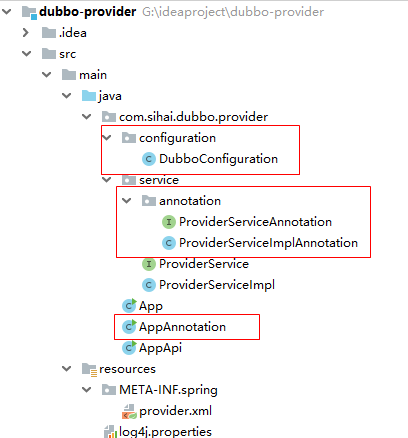 dubbo-provider G:\ideaproject\dubbo-provider
.idea
src
main
java
com.sihai.dubbo.provider
configuration
DubboConfiguration
service
annotation
ProviderServiceAnnotation
ProviderServiceImplAnnotation
ProviderService
ProviderServiceImpl
App
AppAnnotation
AppApi
resources
META-INF.spring
provider.xml
log4j.properties